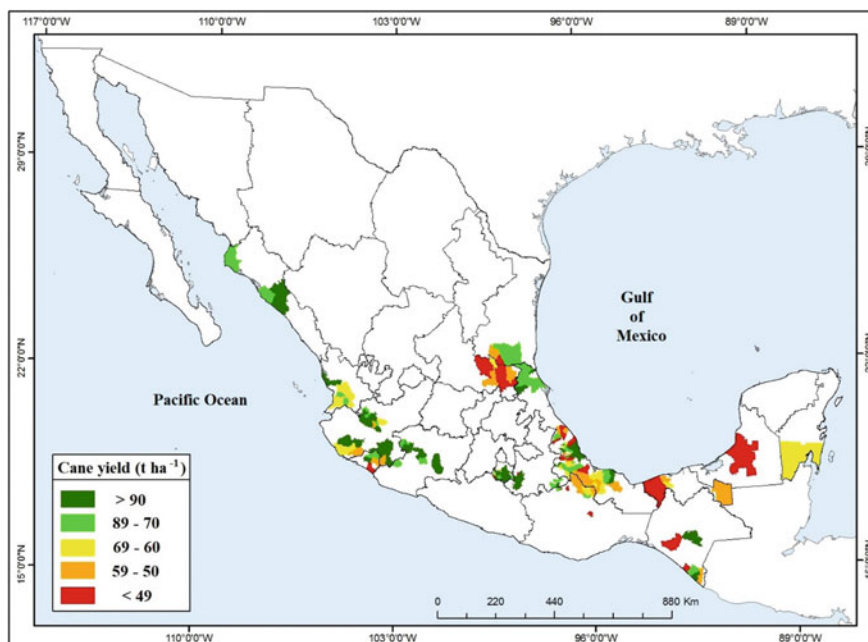 117°0'0"W 110°0'0"W 103°0'0"W 96°0'0"W 89°0'0"W
29°0'0"N
Gulf
of
Mexico
22°0'0"N
Pacific Ocean
Cane yield (t ha⁻¹)
> 90
89 - 70
69 - 60
59 - 50
< 49
15°0'0"N
0 220 440 880 Km
110°0'0"W 103°0'0"W 96°0'0"W 89°0'0"W